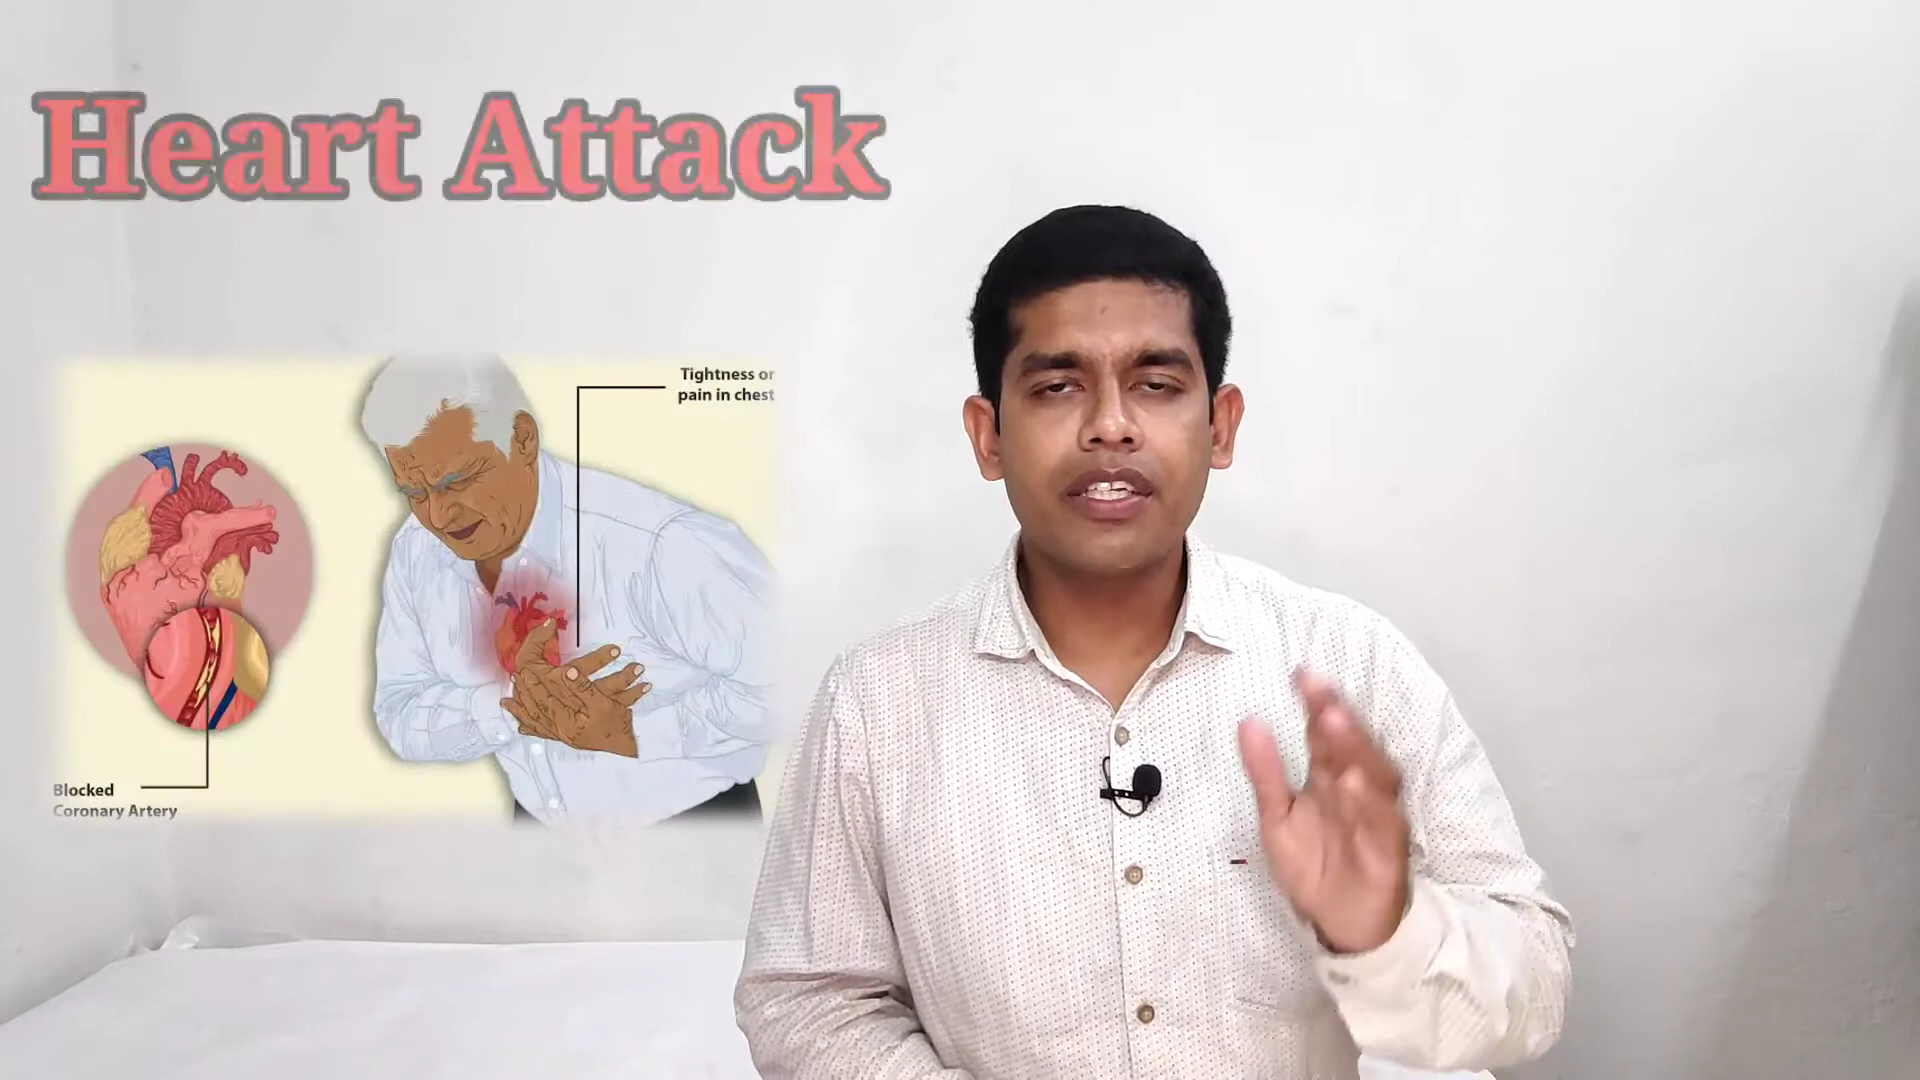 Heart Attack
Tightness or
pain in chest
Blocked
Coronary Artery